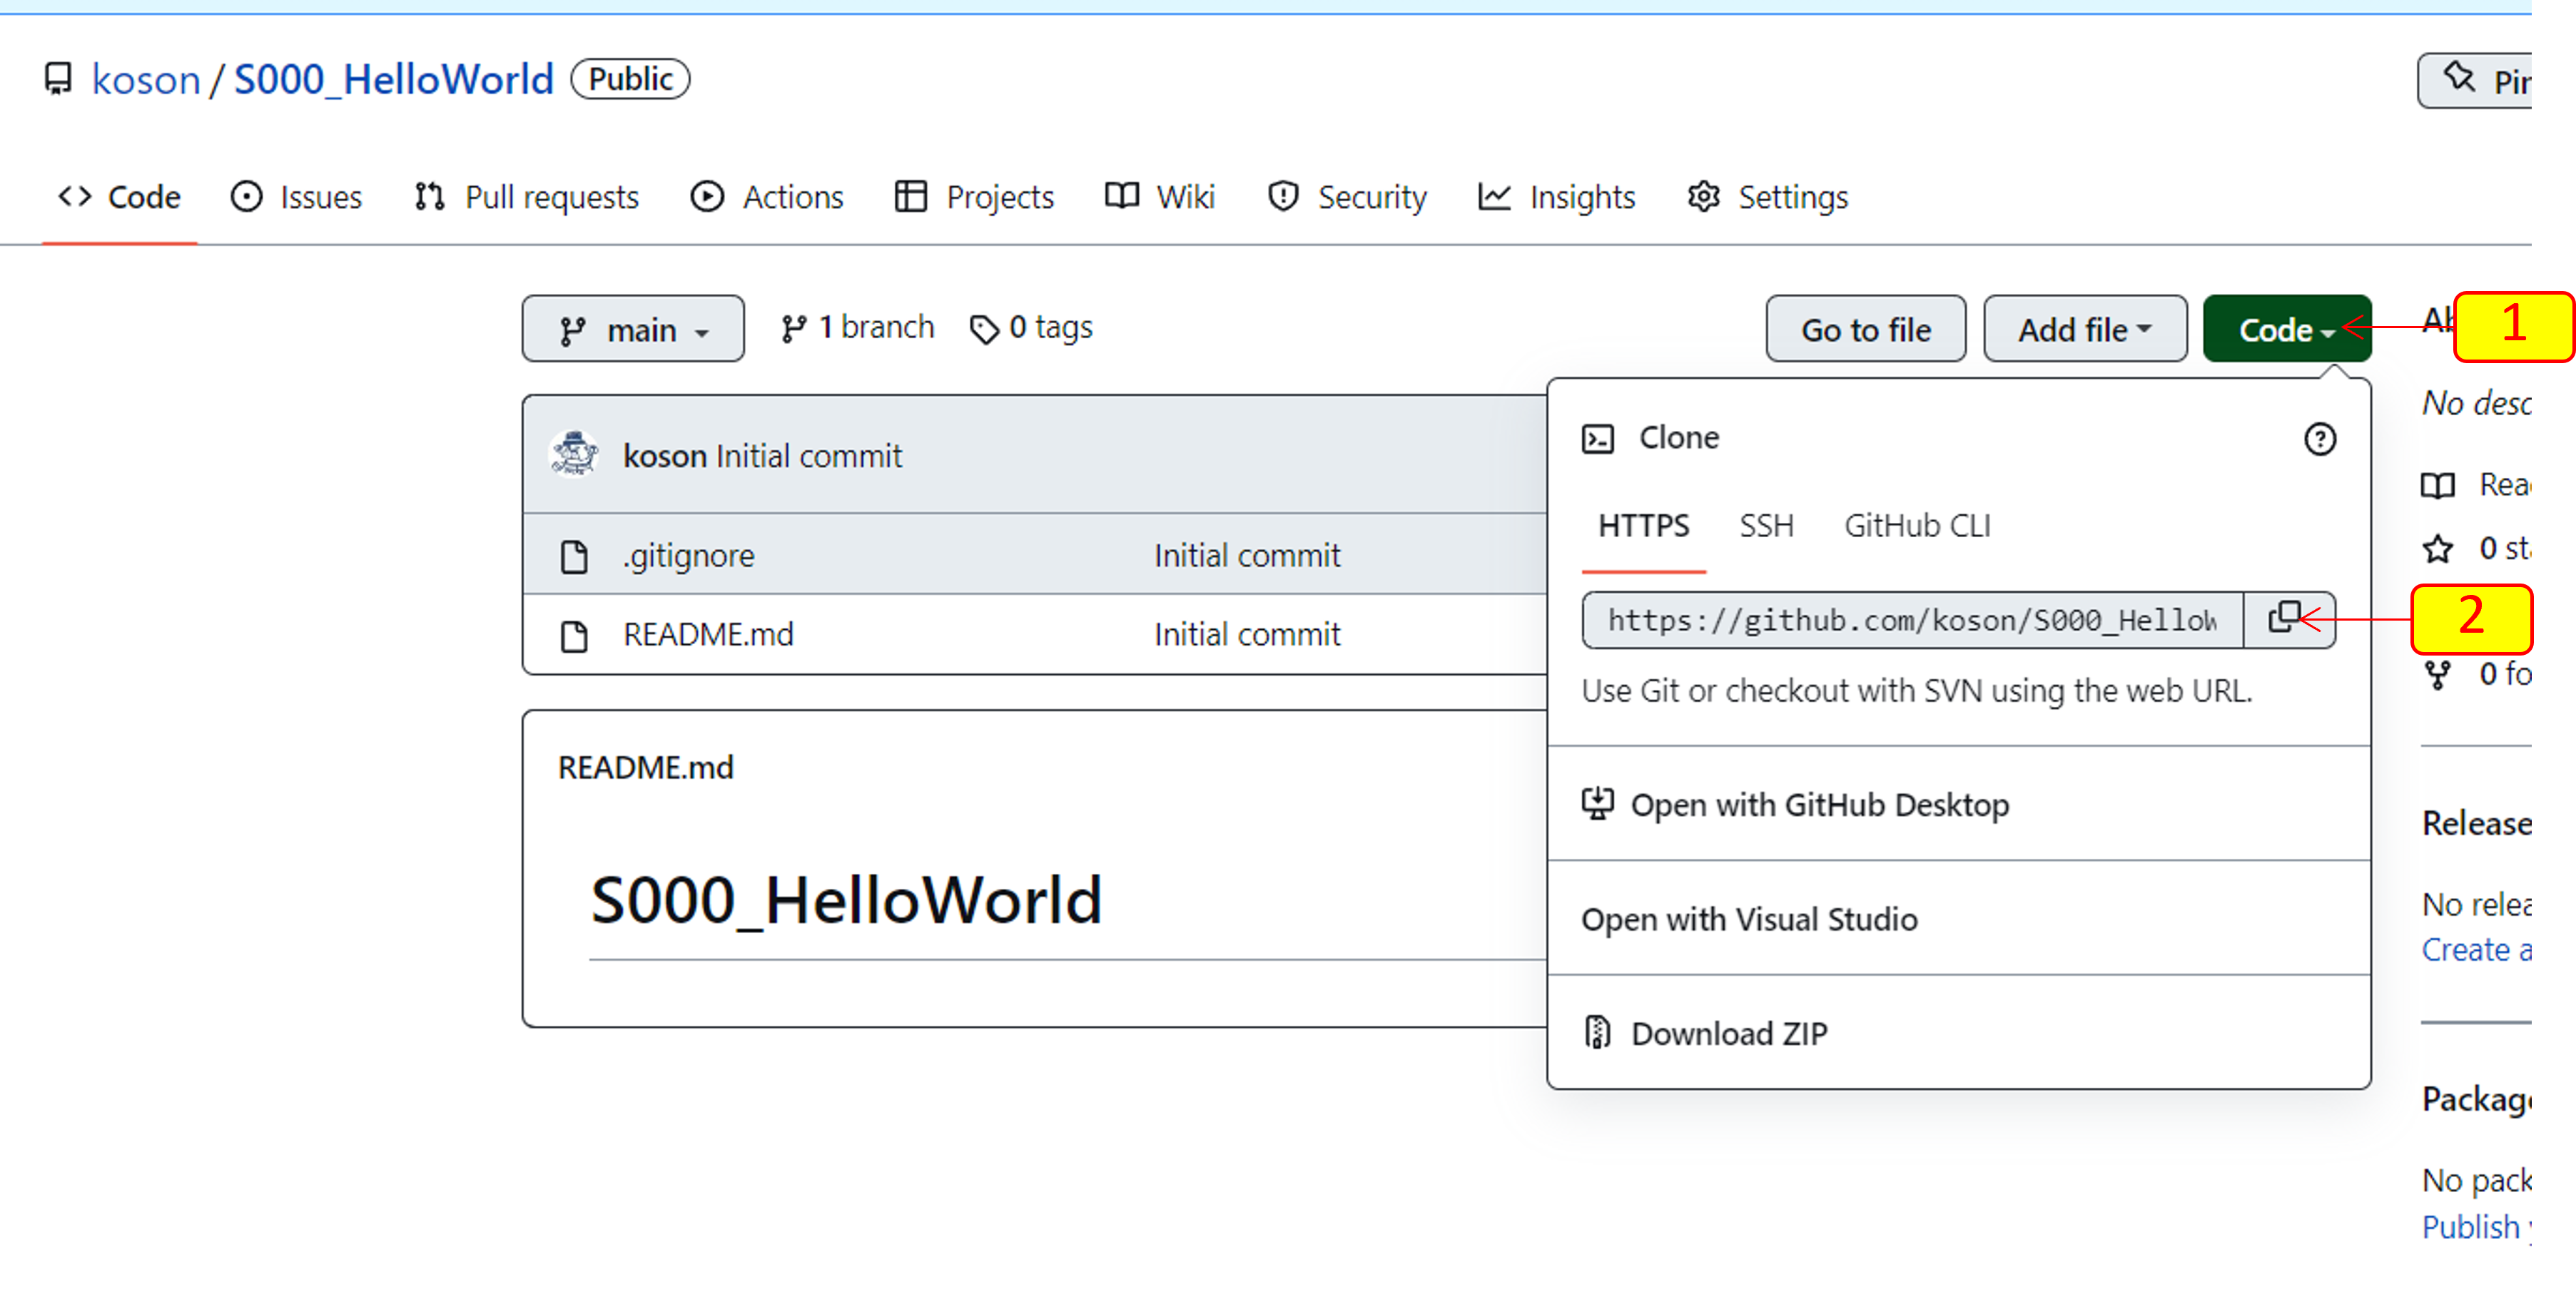 koson / S000_HelloWorld Public
Pin
Code Issues Pull requests Actions Projects Wiki Security Insights Settings
main 1 branch 0 tags Go to file Add file Code 1
No desc
Clone
koson Initial commit
HTTPS SSH GitHub CLI
.gitignore Initial commit
0 st
https://github.com/koson/S000_HelloW 2
README.md Initial commit
0 fo
Use Git or checkout with SVN using the web URL.
README.md
Open with GitHub Desktop
Release
S000_HelloWorld
Open with Visual Studio
No relea
Create a
Download ZIP
Package
No pack
Publish